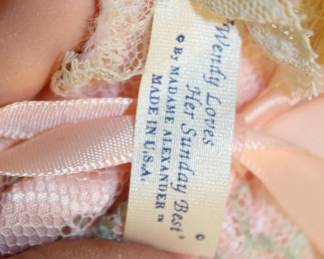 "Wendy Loves
Her Sunday Best" ©
© By MADAME ALEXANDER ™
MADE IN U.S.A.